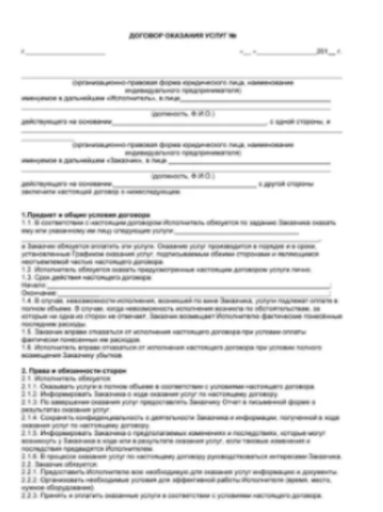 ДОГОВОР ОКАЗАНИЯ УСЛУГ №
г.__________________ «__»______________201__ г.
(организационно-правовая форма юридического лица, наименование
индивидуального предпринимателя)
именуемое в дальнейшем «Исполнитель», в лице______________________
(должность, Ф.И.О.)
действующего на основании______________________, с одной стороны, и
(организационно-правовая форма юридического лица, наименование
индивидуального предпринимателя)
именуемое в дальнейшем «Заказчик», в лице______________________
(должность, Ф.И.О.)
действующего на основании______________________, с другой стороны
заключили настоящий договор о нижеследующем:
1.Предмет и общие условия договора
1.1. В соответствии с настоящим договором Исполнитель обязуется по заданию Заказчика оказать
ему или указанному им лицу следующие услуги:______________________
а Заказчик обязуется оплатить эти услуги. Оказание услуг производится в порядке и в сроки,
установленные Графиком оказания услуг, подписываемым обеими сторонами и являющимся
неотъемлемой частью настоящего договора.
1.2. Исполнитель обязуется оказать предусмотренные настоящим договором услуги лично.
1.3. Срок действия настоящего договора:
Начало:______________________;
Окончание:______________________.
1.4. В случае, невозможности исполнения, возникшей по вине Заказчика, услуги подлежат оплате в
полном объеме. В случае, когда невозможность исполнения возникла по обстоятельствам, за
которые ни одна из сторон не отвечает, Заказчик возмещает Исполнителю фактически понесенные
последним расходы.
1.5. Заказчик вправе отказаться от исполнения настоящего договора при условии оплаты
фактически понесенных им расходов.
1.6. Исполнитель вправе отказаться от исполнения настоящего договора при условии полного
возмещения Заказчику убытков.
2. Права и обязанности сторон
2.1. Исполнитель обязуется:
2.1.1. Оказывать услуги в полном объеме в соответствии с условиями настоящего договора.
2.1.2. Информировать Заказчика о ходе оказания услуг по настоящему договору.
2.1.3. По завершении оказания услуг предоставлять Заказчику Отчет в письменной форме о
результатах оказания услуг.
2.1.4. Сохранять конфиденциальность о деятельности Заказчика и информации, полученной в ходе
оказания услуг по настоящему договору.
2.1.5. Информировать Заказчика о предполагаемых изменениях и последствиях, которые могут
возникнуть у Заказчика в ходе или в результате оказания услуг, если таковые изменения и
последствия предвидятся Исполнителем.
2.1.6. В процессе оказания услуг по настоящему договору руководствоваться интересами Заказчика.
2.2. Заказчик обязуется:
2.2.1. Предоставить Исполнителю всю необходимую для оказания услуг информацию и документы.
2.2.2. Организовать необходимые условия для эффективной работы Исполнителя (время, место,
нужное оборудование).
2.2.3. Принять и оплатить оказанные услуги в соответствии с условиями настоящего договора.